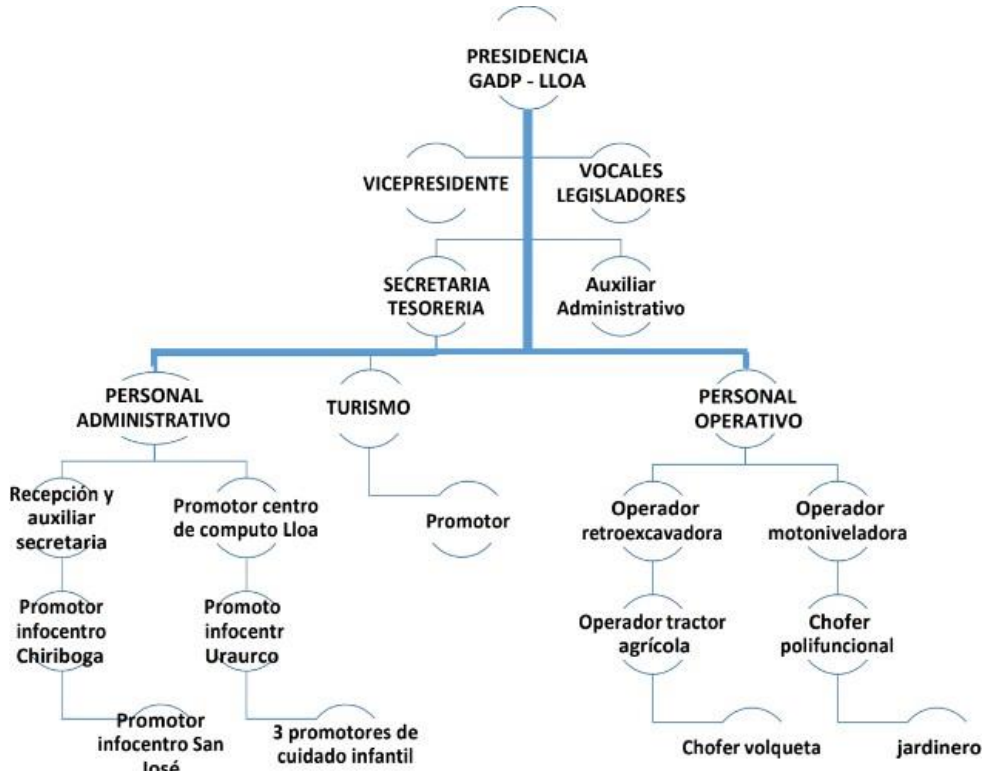 PRESIDENCIA
GADP - LLOA
VICEPRESIDENTE
VOCALES
LEGISLADORES
SECRETARIA
TESORERIA
Auxiliar
Administrativo
PERSONAL
ADMINISTRATIVO
TURISMO
PERSONAL
OPERATIVO
Recepción y
auxiliar
secretaria
Promotor centro
de computo Lloa
Promotor
Operador
retroexcavadora
Operador
motoniveladora
Promotor
infocentro
Chiriboga
Promoto
infocentr
Uraurco
Operador tractor
agrícola
Chofer
polifuncional
Promotor
infocentro San
José
3 promotores de
cuidado infantil
Chofer volqueta
jardinero